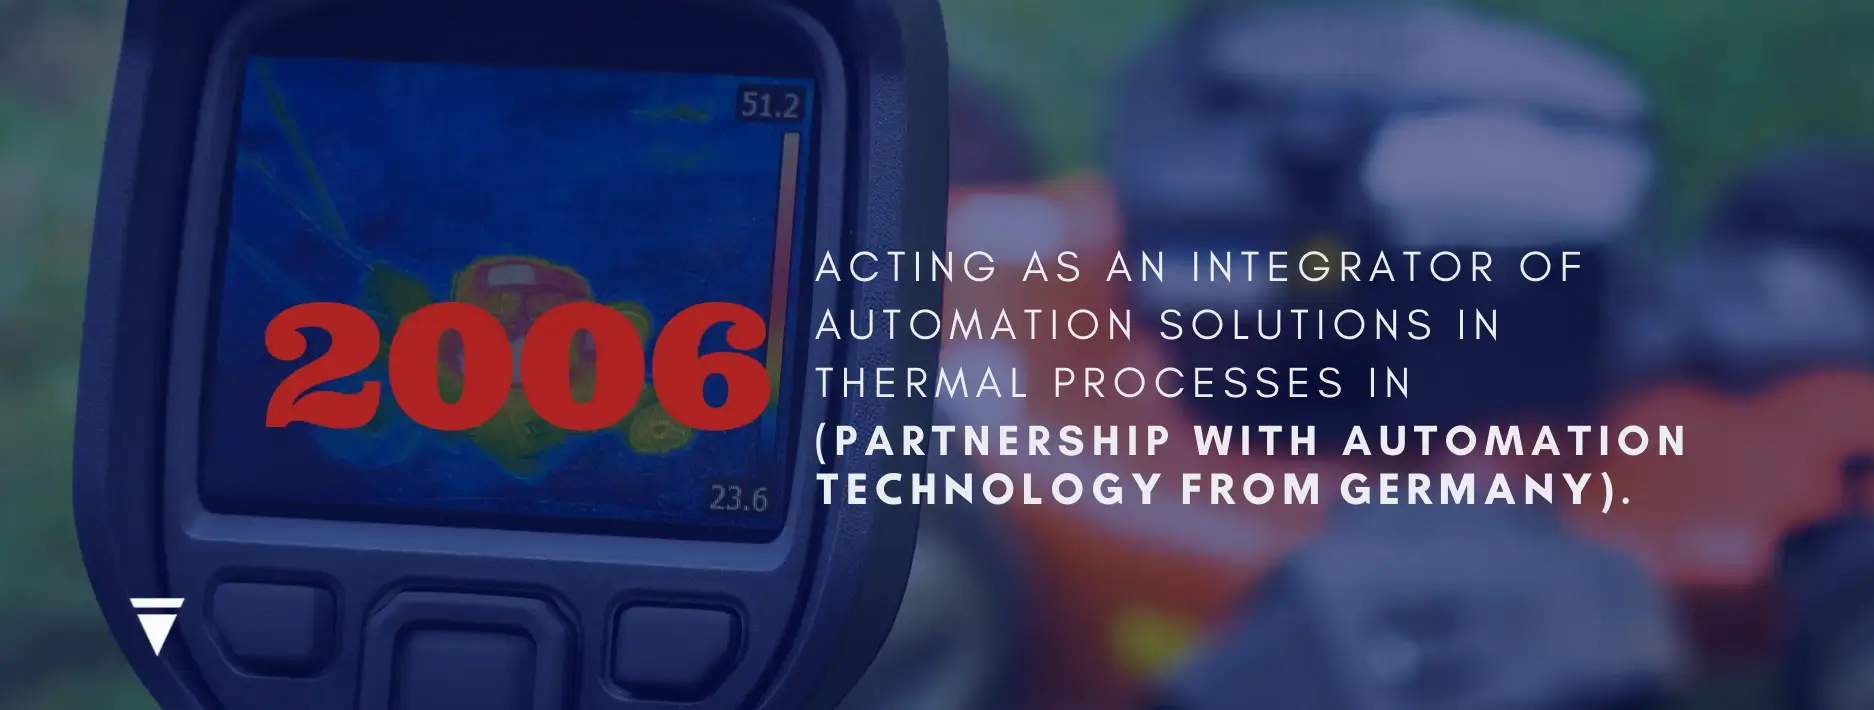 51.2
2006
ACTING AS AN INTEGRATOR OF
AUTOMATION SOLUTIONS IN
THERMAL PROCESSES IN
(PARTNERSHIP WITH AUTOMATION
TECHNOLOGY FROM GERMANY).
23.6